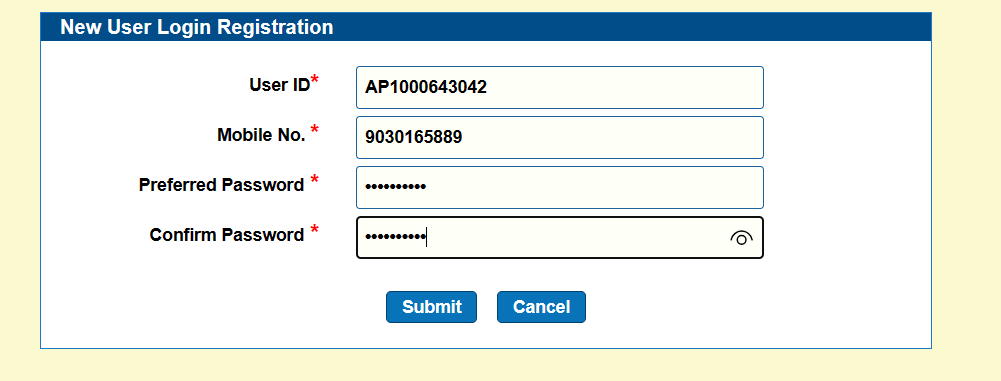 New User Login Registration
User ID* AP1000643042
Mobile No. * 9030165889
Preferred Password * ••••••••••
Confirm Password * ••••••••••
Submit Cancel